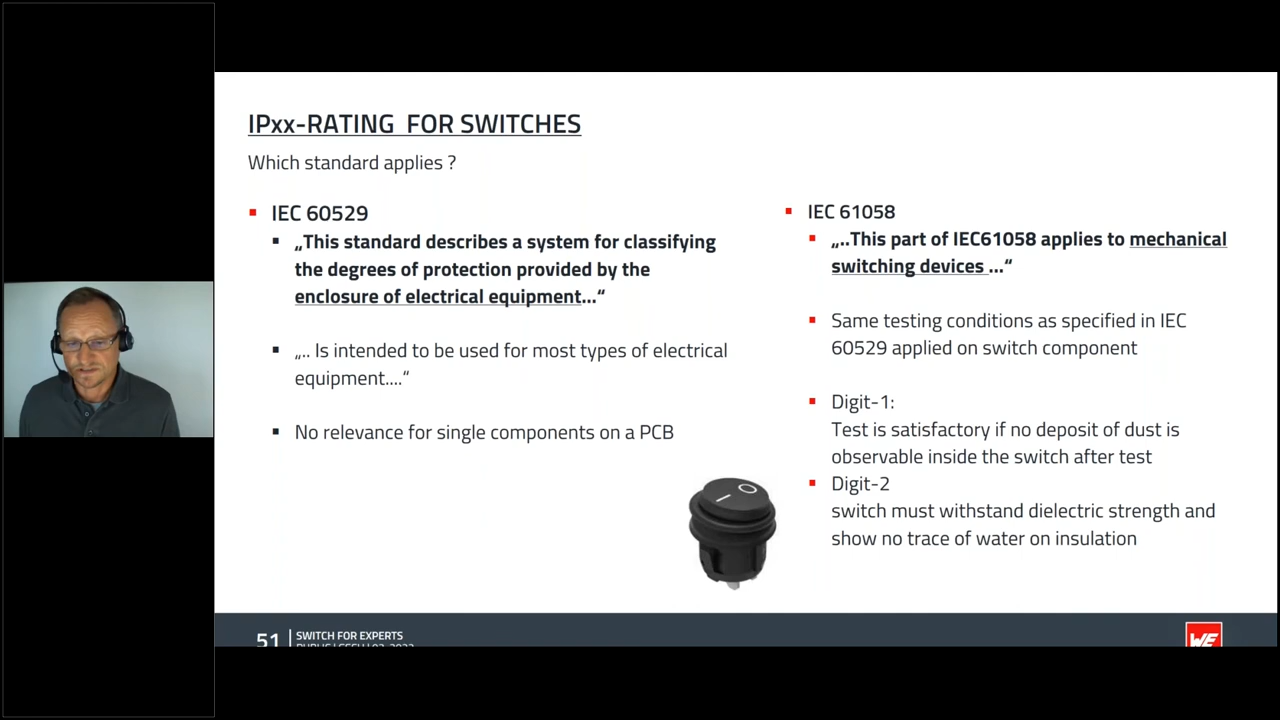 IPxx-RATING FOR SWITCHES
Which standard applies ?
IEC 60529
„This standard describes a system for classifying
the degrees of protection provided by the
enclosure of electrical equipment...“
„.. Is intended to be used for most types of electrical
equipment....“
No relevance for single components on a PCB
IEC 61058
„..This part of IEC61058 applies to mechanical
switching devices ...“
Same testing conditions as specified in IEC
60529 applied on switch component
Digit-1:
Test is satisfactory if no deposit of dust is
observable inside the switch after test
Digit-2
switch must withstand dielectric strength and
show no trace of water on insulation
51
SWITCH FOR EXPERTS
WE